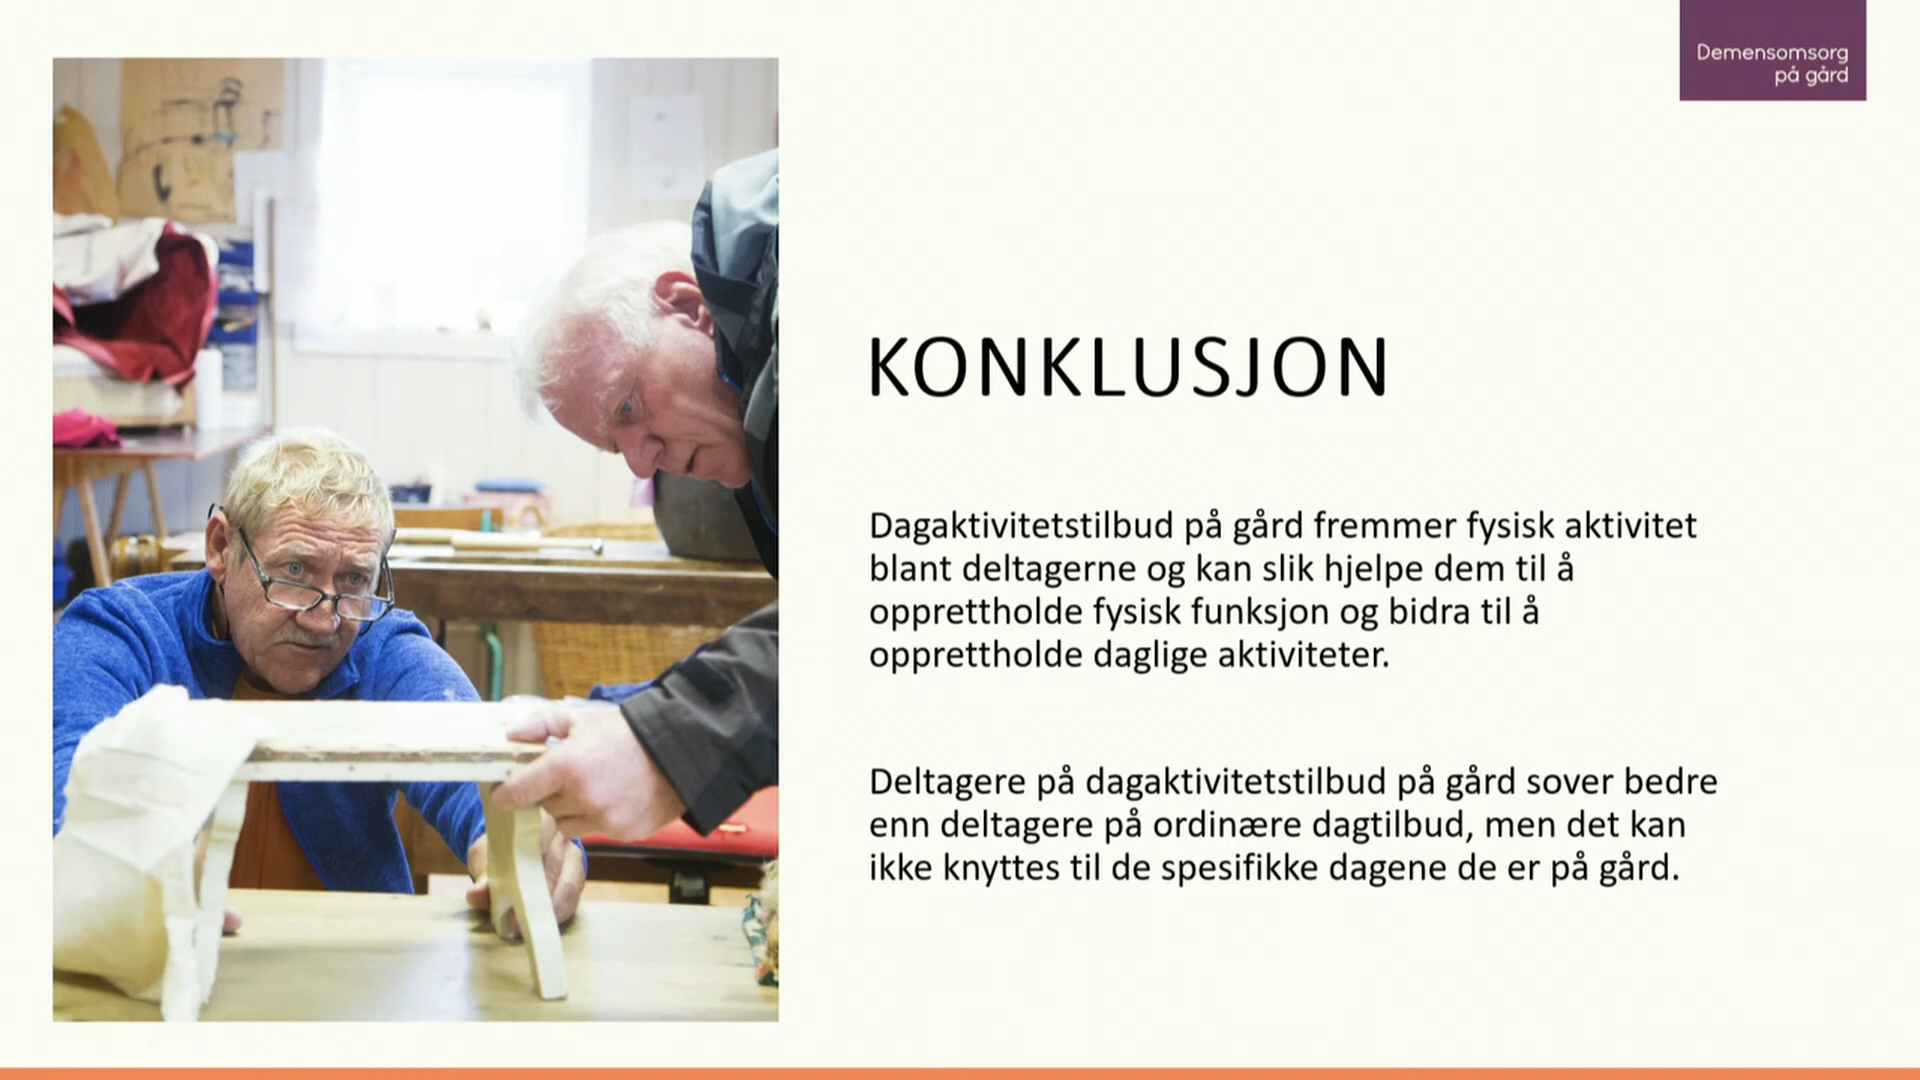 Demensomsorg
på gård
KONKLUSJON
Dagaktivitetstilbud på gård fremmer fysisk aktivitet
blant deltagerne og kan slik hjelpe dem til å
opprettholde fysisk funksjon og bidra til å
opprettholde daglige aktiviteter.
Deltagere på dagaktivitetstilbud på gård sover bedre
enn deltagere på ordinære dagtilbud, men det kan
ikke knyttes til de spesifikke dagene de er på gård.